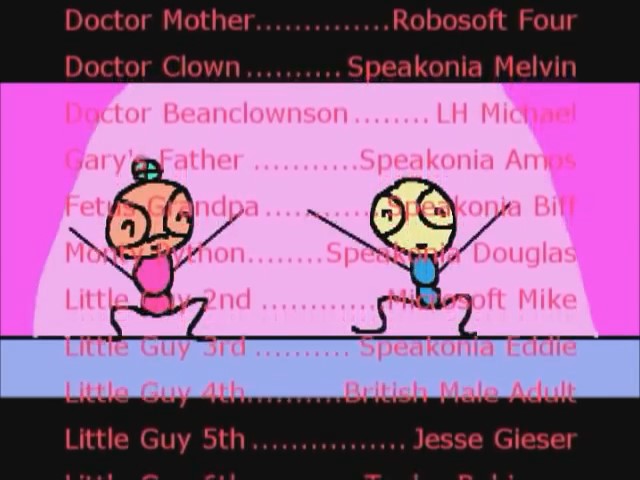 Doctor Mother..............Robosoft Four
Doctor Clown.......... Speakonia Melvin
Doctor Beanclownson........ LH Michael
Gary's Father ...........Speakonia Amos
Fetus Grandpa............Speakonia Biff
Monty Python........Speakonia Douglas
Little Guy 2nd ............Microsoft Mike
Little Guy 3rd .......... Speakonia Eddie
Little Guy 4th..........British Male Adult
Little Guy 5th................ Jesse Gieser